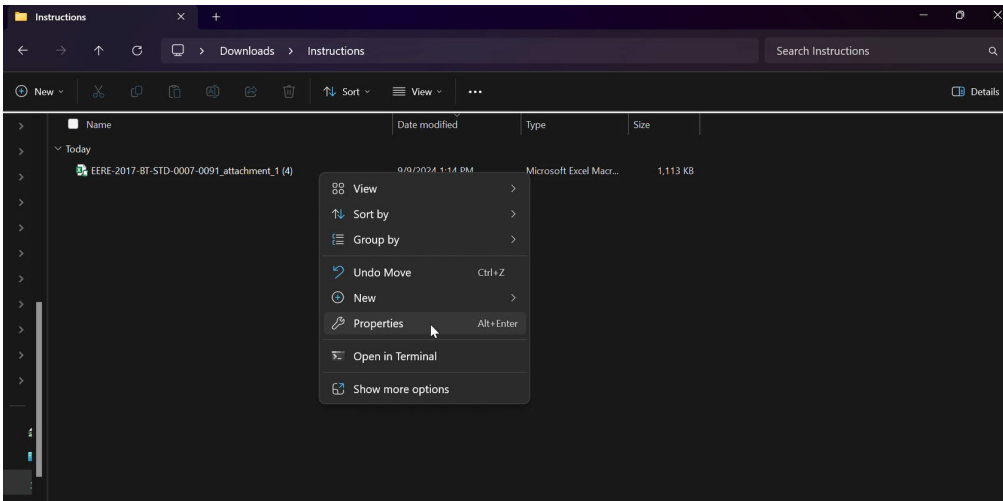 Instructions
Downloads > Instructions
Search Instructions
New
Sort
View
Details
Name
Date modified
Type
Size
Today
EERE-2017-BT-STD-0007-0091_attachment_1 (4)
9/9/2024 1:14 PM
Microsoft Excel Macr...
1,113 KB
View
Sort by
Group by
Undo Move Ctrl+Z
New
Properties Alt+Enter
Open in Terminal
Show more options